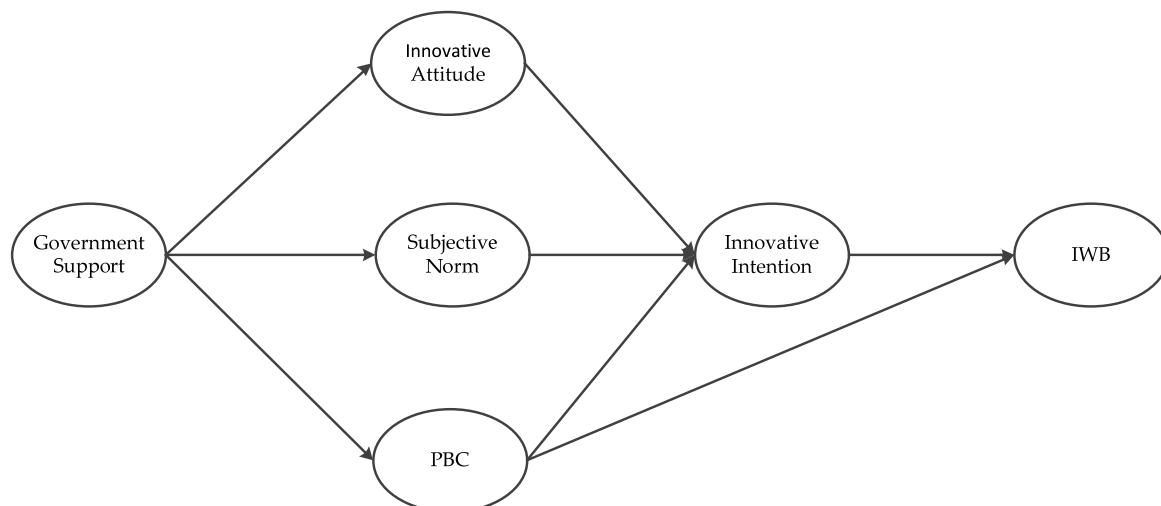 Innovative
Attitude
Government
Support
Subjective
Norm
Innovative
Intention
IWB
PBC